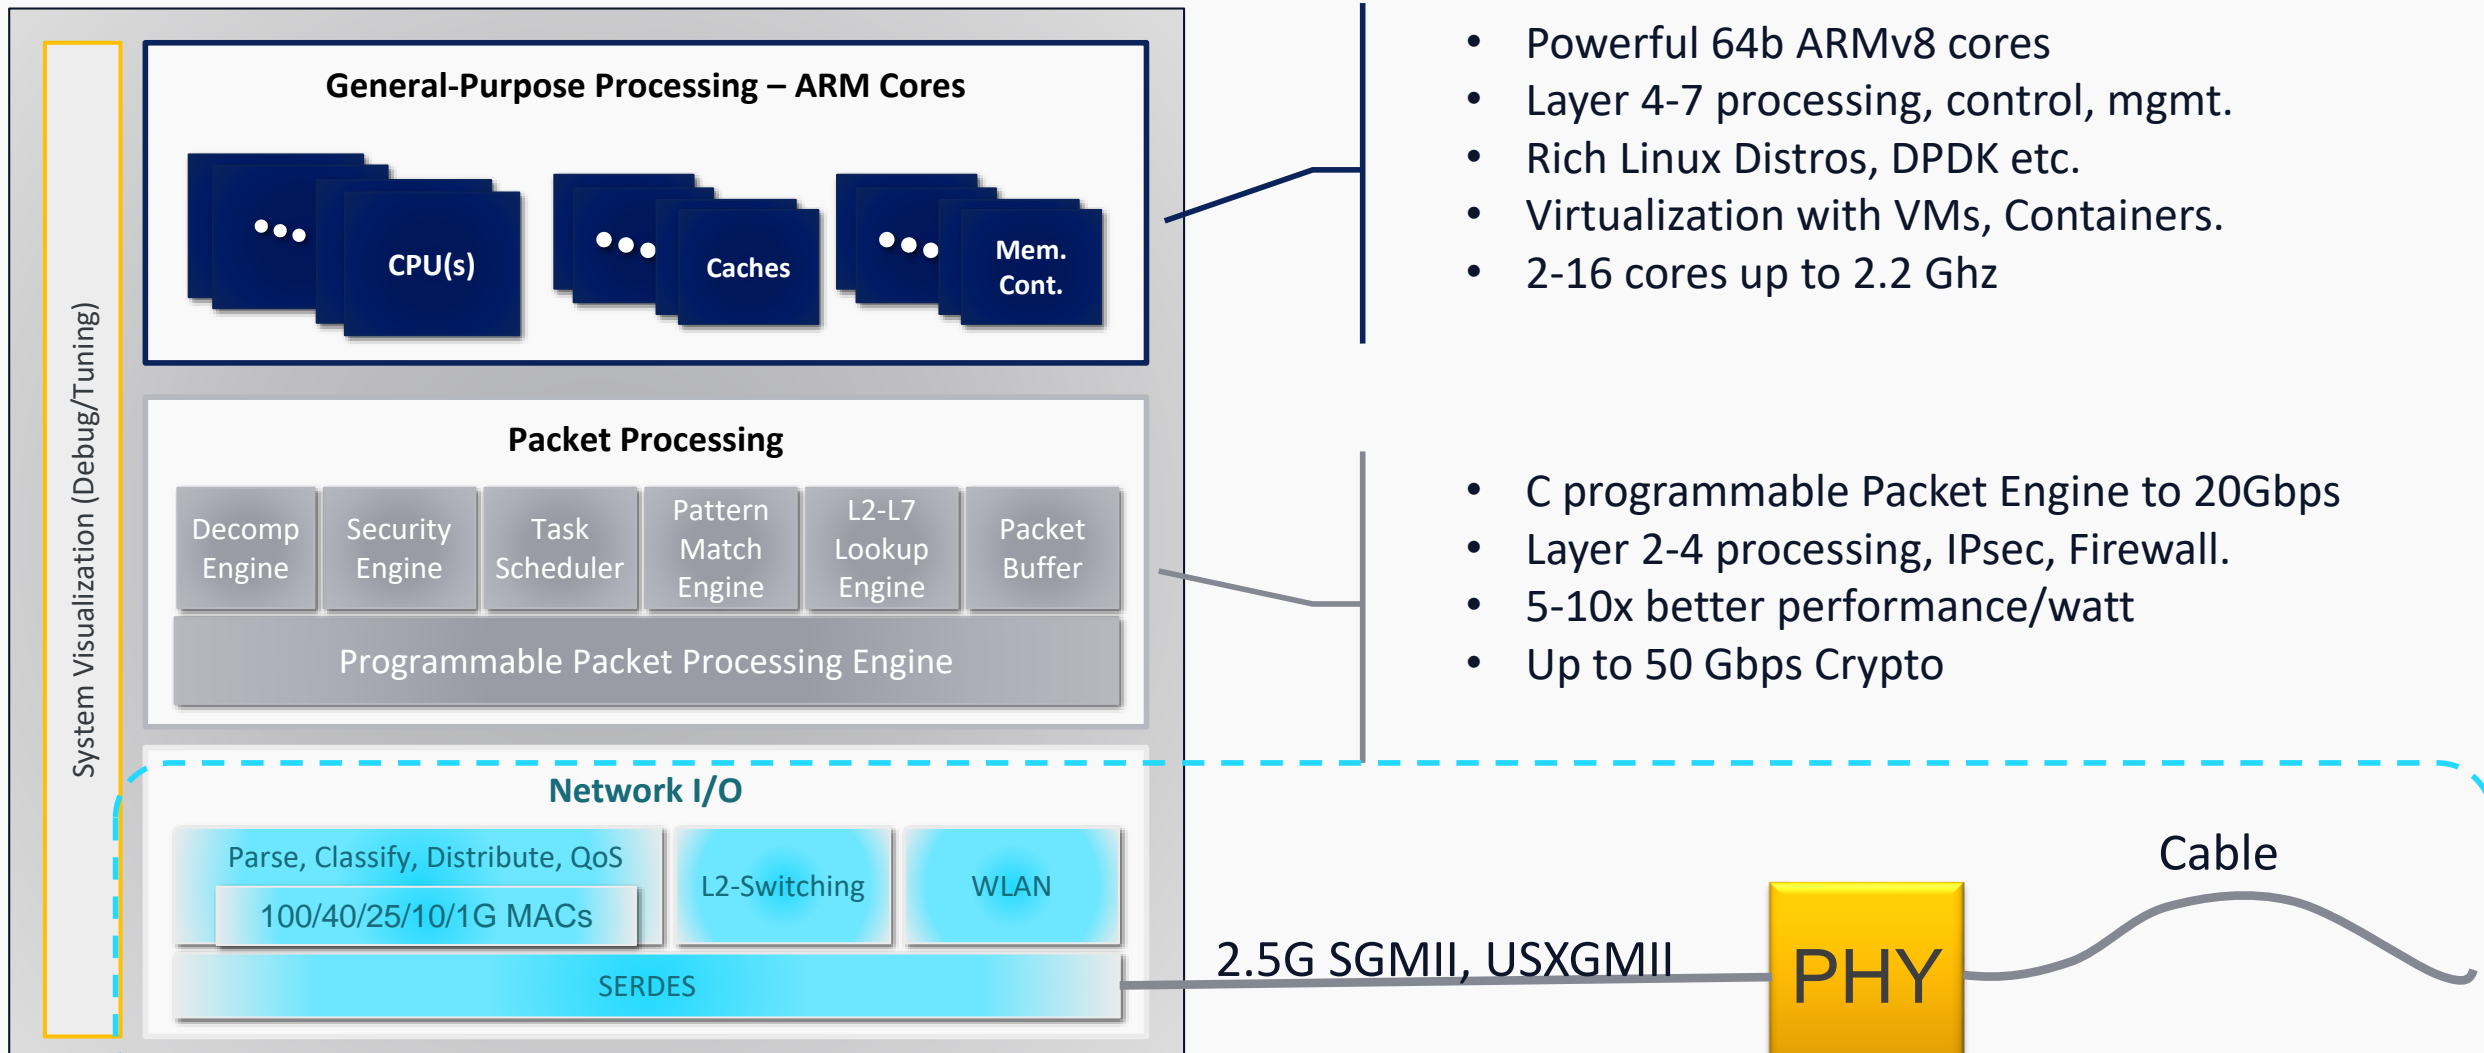 System Visualization (Debug/Tuning)
General-Purpose Processing – ARM Cores
CPU(s)
Caches
Mem.
Cont.
• Powerful 64b ARMv8 cores
• Layer 4-7 processing, control, mgmt.
• Rich Linux Distros, DPDK etc.
• Virtualization with VMs, Containers.
• 2-16 cores up to 2.2 Ghz
Packet Processing
Decomp
Engine
Security
Engine
Task
Scheduler
Pattern
Match
Engine
L2-L7
Lookup
Engine
Packet
Buffer
Programmable Packet Processing Engine
• C programmable Packet Engine to 20Gbps
• Layer 2-4 processing, IPsec, Firewall.
• 5-10x better performance/watt
• Up to 50 Gbps Crypto
Network I/O
Parse, Classify, Distribute, QoS
100/40/25/10/1G MACs
L2-Switching
WLAN
SERDES
2.5G SGMII, USXGMII
PHY
Cable